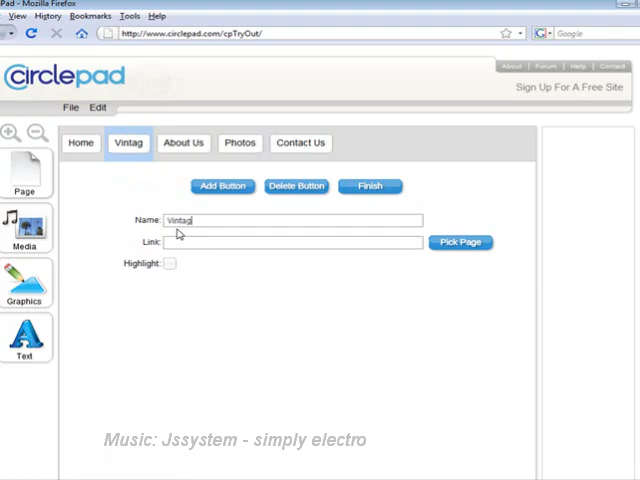 Pad - Mozilla Firefox
View History Bookmarks Tools Help
http://www.circlepad.com/cpTryOut/
Google
circlepad
About Forum Help Contact
Sign Up For A Free Site
File Edit
Home Vintag About Us Photos Contact Us
Page
Add Button Delete Button Finish
Name: Vintag
Link: Pick Page
Media
Highlight:
Graphics
Text
Music: Jssystem - simply electro